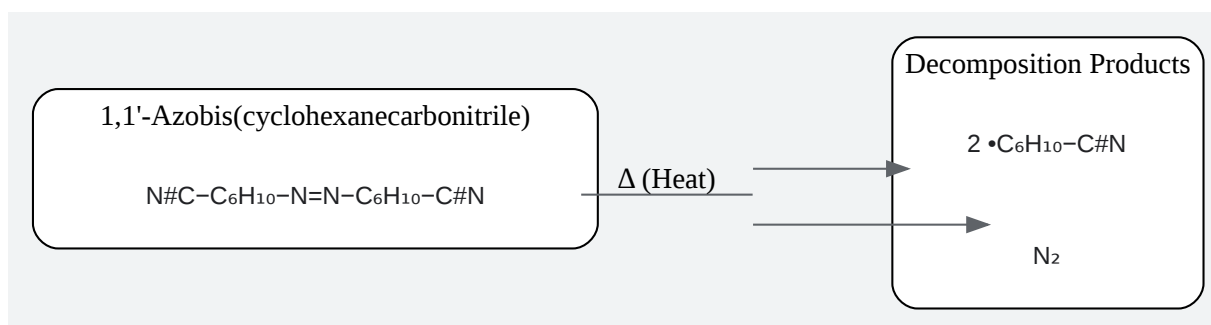 1,1'-Azobis(cyclohexanecarbonitrile)
N#C−C₆H₁₀−N=N−C₆H₁₀−C#N
Δ (Heat)
Decomposition Products
2 •C₆H₁₀−C#N
N₂